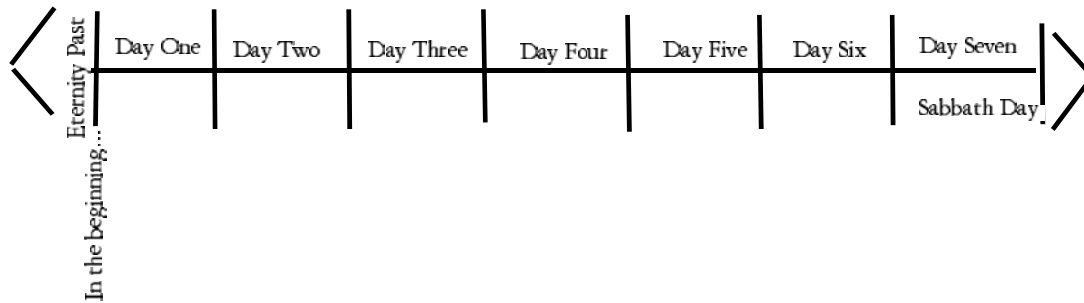 Eternity Past
In the beginning...
Day One
Day Two
Day Three
Day Four
Day Five
Day Six
Day Seven
Sabbath Day